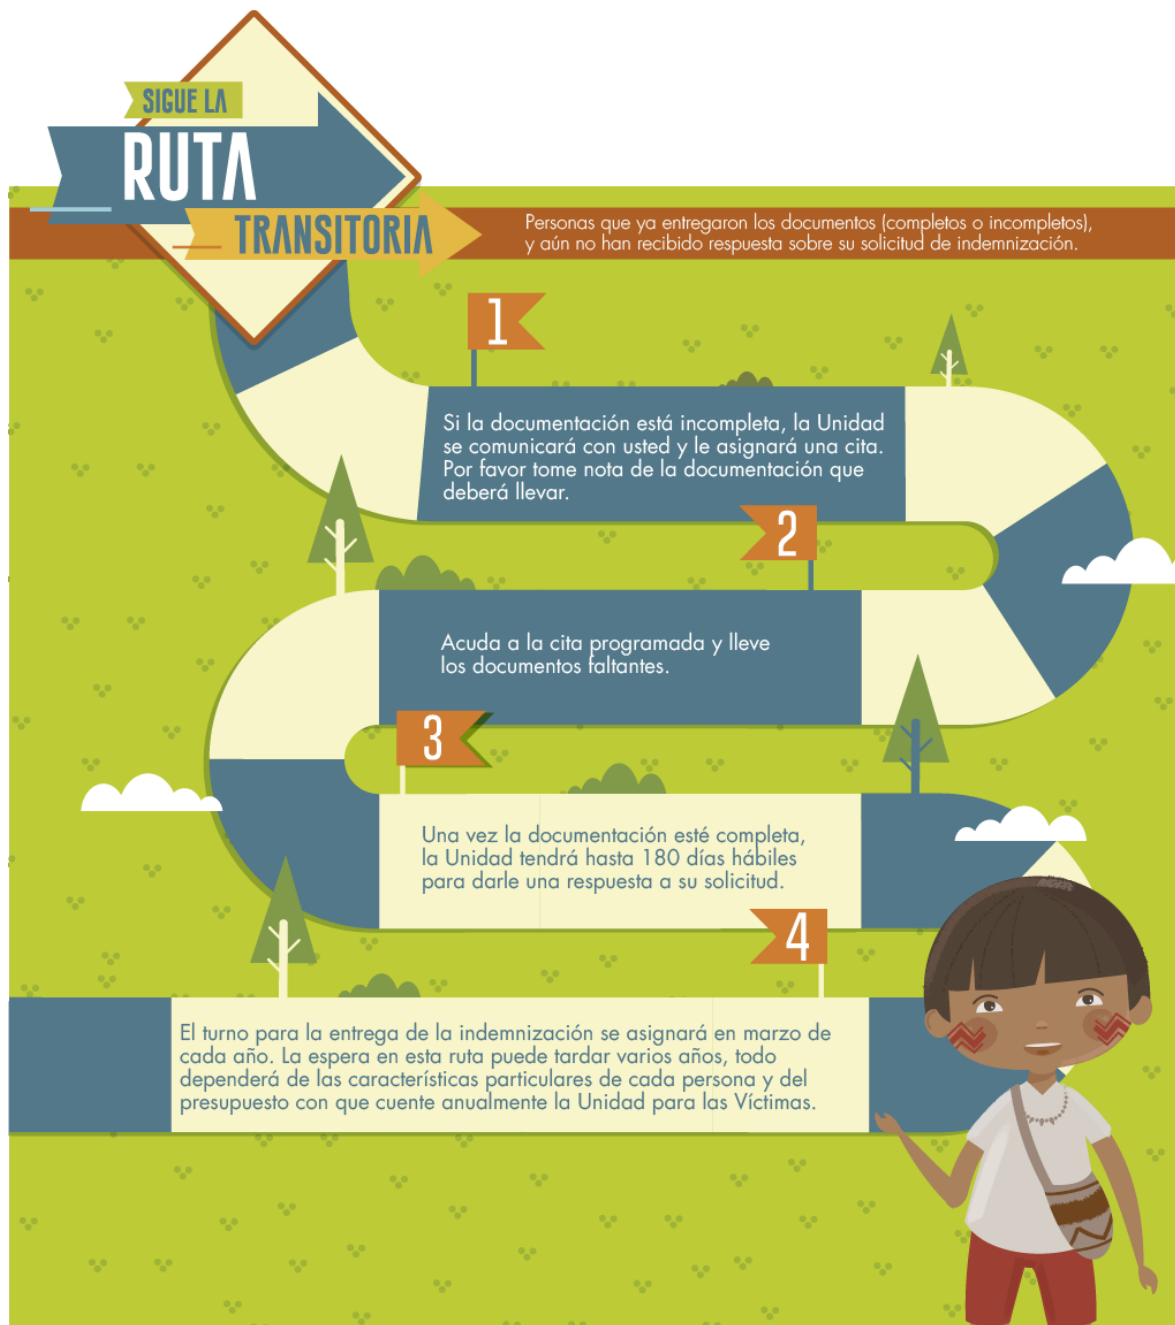 SIGUE LA
RUTA
TRANSITORIA
Personas que ya entregaron los documentos (completos o incompletos),
y aún no han recibido respuesta sobre su solicitud de indemnización.
1
Si la documentación está incompleta, la Unidad
se comunicará con usted y le asignará una cita.
Por favor tome nota de la documentación que
deberá llevar.
2
Acuda a la cita programada y lleve
los documentos faltantes.
3
Una vez la documentación esté completa,
la Unidad tendrá hasta 180 días hábiles
para darle una respuesta a su solicitud.
4
El turno para la entrega de la indemnización se asignará en marzo de
cada año. La espera en esta ruta puede tardar varios años, todo
dependerá de las características particulares de cada persona y del
presupuesto con que cuente anualmente la Unidad para las Víctimas.